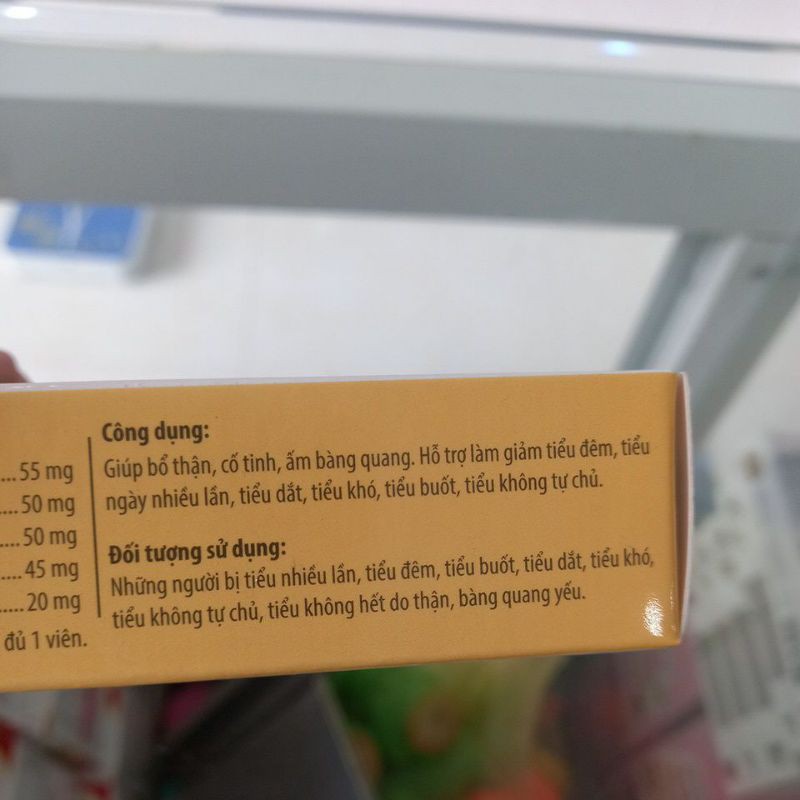 ...55 mg
....50 mg
....50 mg
....45 mg
.....20 mg
đủ 1 viên.
Công dụng:
Giúp bổ thận, cố tinh, ấm bàng quang. Hỗ trợ làm giảm tiểu đêm, tiểu
ngày nhiều lần, tiểu dắt, tiểu khó, tiểu buốt, tiểu không tự chủ.
Đối tượng sử dụng:
Những người bị tiểu nhiều lần, tiểu đêm, tiểu buốt, tiểu dắt, tiểu khó,
tiểu không tự chủ, tiểu không hết do thận, bàng quang yếu.